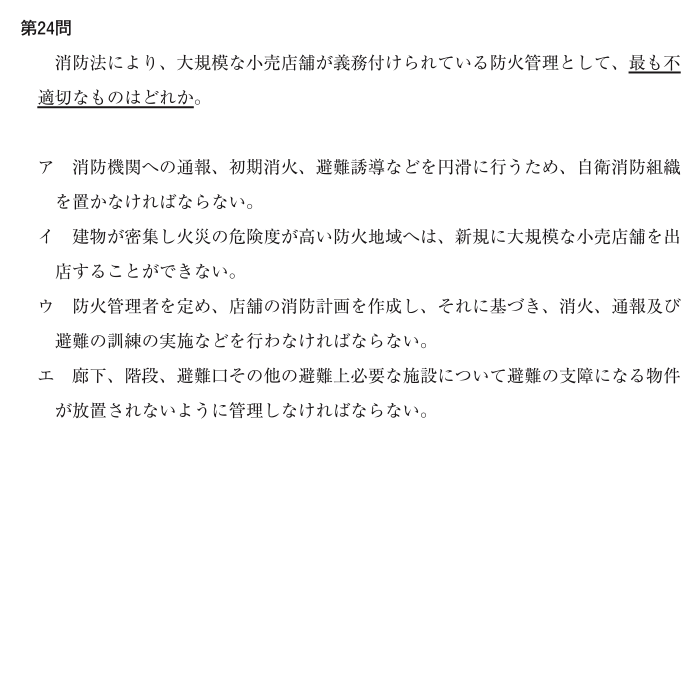 第24問
消防法により、大規模な小売店舗が義務付けられている防火管理として、最も不
適切なものはどれか。
ア　消防機関への通報、初期消火、避難誘導などを円滑に行うため、自衛消防組織
を置かなければならない。
イ　建物が密集し火災の危険度が高い防火地域へは、新規に大規模な小売店舗を出
店することができない。
ウ　防火管理者を定め、店舗の消防計画を作成し、それに基づき、消火、通報及び
避難の訓練の実施などを行わなければならない。
エ　廊下、階段、避難口その他の避難上必要な施設について避難の支障になる物件
が放置されないように管理しなければならない。